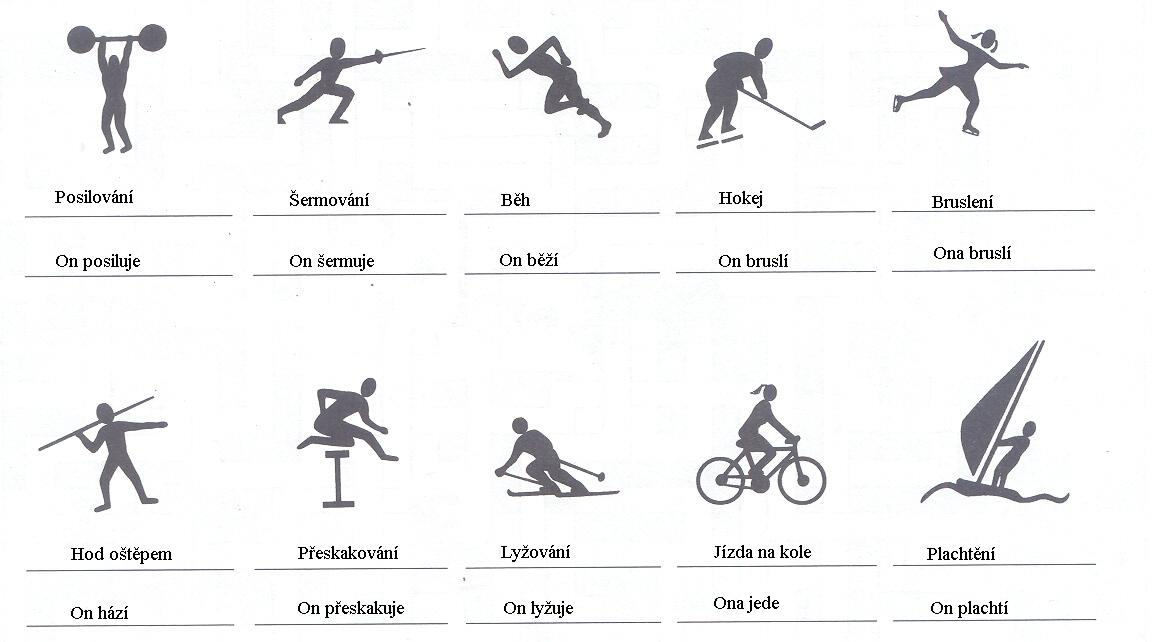 Posilování
Šermování
Běh
Hokej
Bruslení
On posiluje
On šermuje
On běží
On bruslí
Ona bruslí
Hod oštěpem
Přeskakování
Lyžování
Jízda na kole
Plachtění
On hází
On přeskakuje
On lyžuje
Ona jede
On plachtí